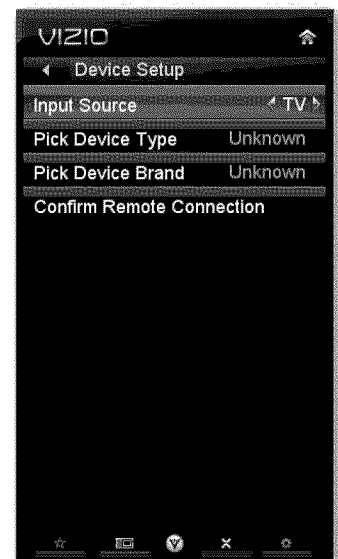 VIZIO
Device Setup
Input Source TV
Pick Device Type Unknown
Pick Device Brand Unknown
Confirm Remote Connection